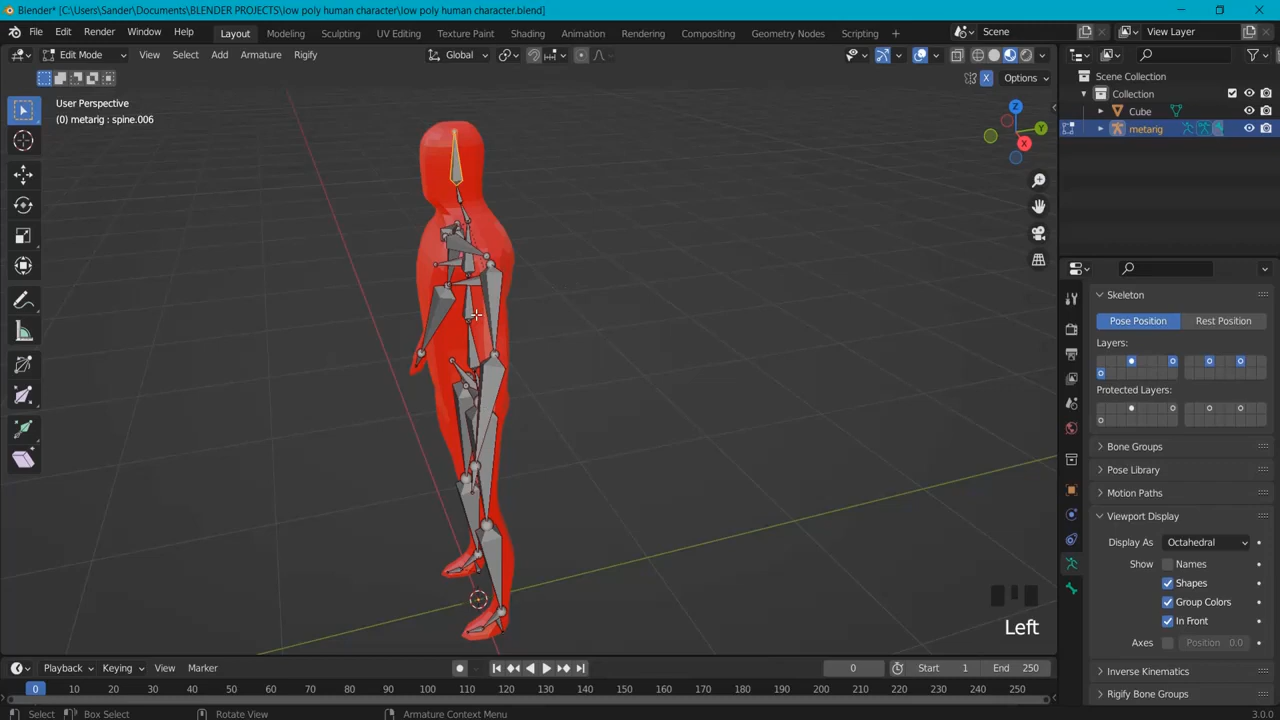 Blender* [C:\Users\Sander\Documents\BLENDER PROJECTS\low poly human character\low poly human character.blend]
File Edit Render Window Help Layout Modeling Sculpting UV Editing Texture Paint Shading Animation Rendering Compositing Geometry Nodes Scripting Scene View Layer
Edit Mode View Select Add Armature Rigify Global
X Options
Scene Collection
Collection
Cube
metarig
User Perspective
(0) metarig : spine.006
Z
Y
X
Skeleton
Pose Position Rest Position
Layers:
Protected Layers:
Bone Groups
Pose Library
Motion Paths
Viewport Display
Display As Octahedral
Show Names
Shapes
Group Colors
In Front
Axes Position 0.0
Inverse Kinematics
Rigify Bone Groups
Left
Playback Keying View Marker 0 Start 1 End 250
0 10 20 30 40 50 60 70 80 90 100 110 120 130 140 150 160 170 180 190 200 210 220 230 240 250
Select Box Select Rotate View Armature Context Menu 3.0.0